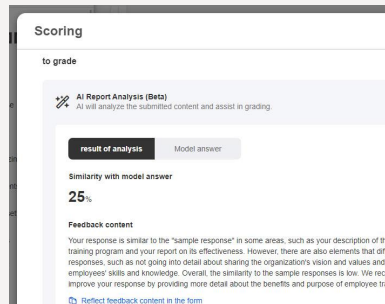 Scoring
to grade
AI Report Analysis (Beta)
AI will analyze the submitted content and assist in grading.
result of analysis Model answer
Similarity with model answer
25%
Feedback content
Your response is similar to the "sample response" in some areas, such as your description of
training program and your report on its effectiveness. However, there are also elements that
responses, such as not going into detail about sharing the organization's vision and values and
employees' skills and knowledge. Overall, the similarity to the sample responses is low. We
improve your response by providing more detail about the benefits and purpose of employee
Reflect feedback content in the form